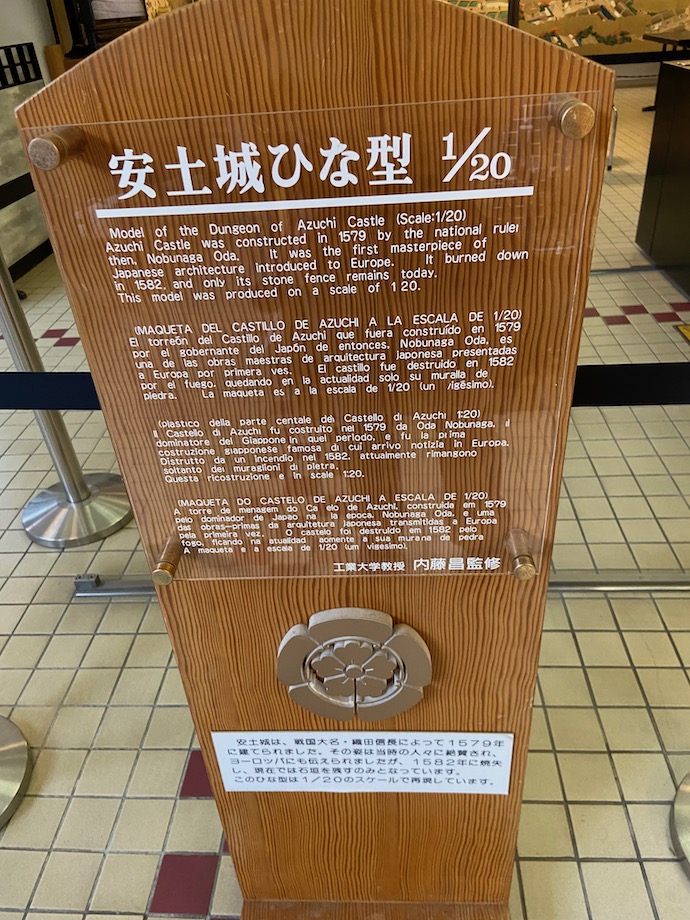 安土城ひな型 1/20
Model of the Dungeon of Azuchi Castle (Scale:1/20)
Azuchi Castle was constructed in 1579 by the national ruler
then, Nobunaga Oda. It was the first masterpiece of
Japanese architecture introduced to Europe. It burned down
in 1582, and only its stone fence remains today.
This model was produced on a scale of 1 20.
(MAQUETA DEL CASTILLO DE AZUCHI A LA ESCALA DE 1/20)
El torreón del Castillo de Azuchi que fuera construído en 1579
por el gobernante del Japón de entonces, Nobunaga Oda, es
una de las obras maestras de arquitectura japonesa presentadas
a Europa por primera ves. El castillo fue destruido en 1582
por el fuego, quedando en la actualidad solo su muralla de
piedra. La maqueta es a la escala de 1/20 (un vigésimo).
(plastico della parte centale del Castello di Azuchi 1:20)
Il Castello di Azuchi fu costruito nel 1579 da Oda Nobunaga, il
dominatore del Giappone in quel periodo, e fu la prima
costruzione giapponese famosa di cui arrivo notizia in Europa.
Distrutto da un incendio nel 1582, attualmente rimangono
soltanto dei muraglioni di pietra.
Questa ricostruzione e in scale 1:20.
(MAQUETA DO CASTELO DE AZUCHI A ESCALA DE 1/20)
A torre de menagem do Ca elo de Azuchi, construida em 1579
pelo dominador de Japao na la epoca, Nobunaga Oda, e uma
das obras-primas da arquitetura japonesa transmitidas a Europa
pela primeira vez. O castelo foi destruido em 1582 pelo
fogo, ficando na atualidad aomente a sua murana de pedra
A maqueta e a escala de 1/20 (um vigesimo)
工業大学教授 内藤昌監修
安土城は、戦国大名・織田信長によって1579年
に建てられました。その姿は当時の人々に絶賛され、
ヨーロッパにも伝えられましたが、1582年に焼失
し、現在では石垣を残すのみとなっています。
このひな型は1/20のスケールで再現しています。